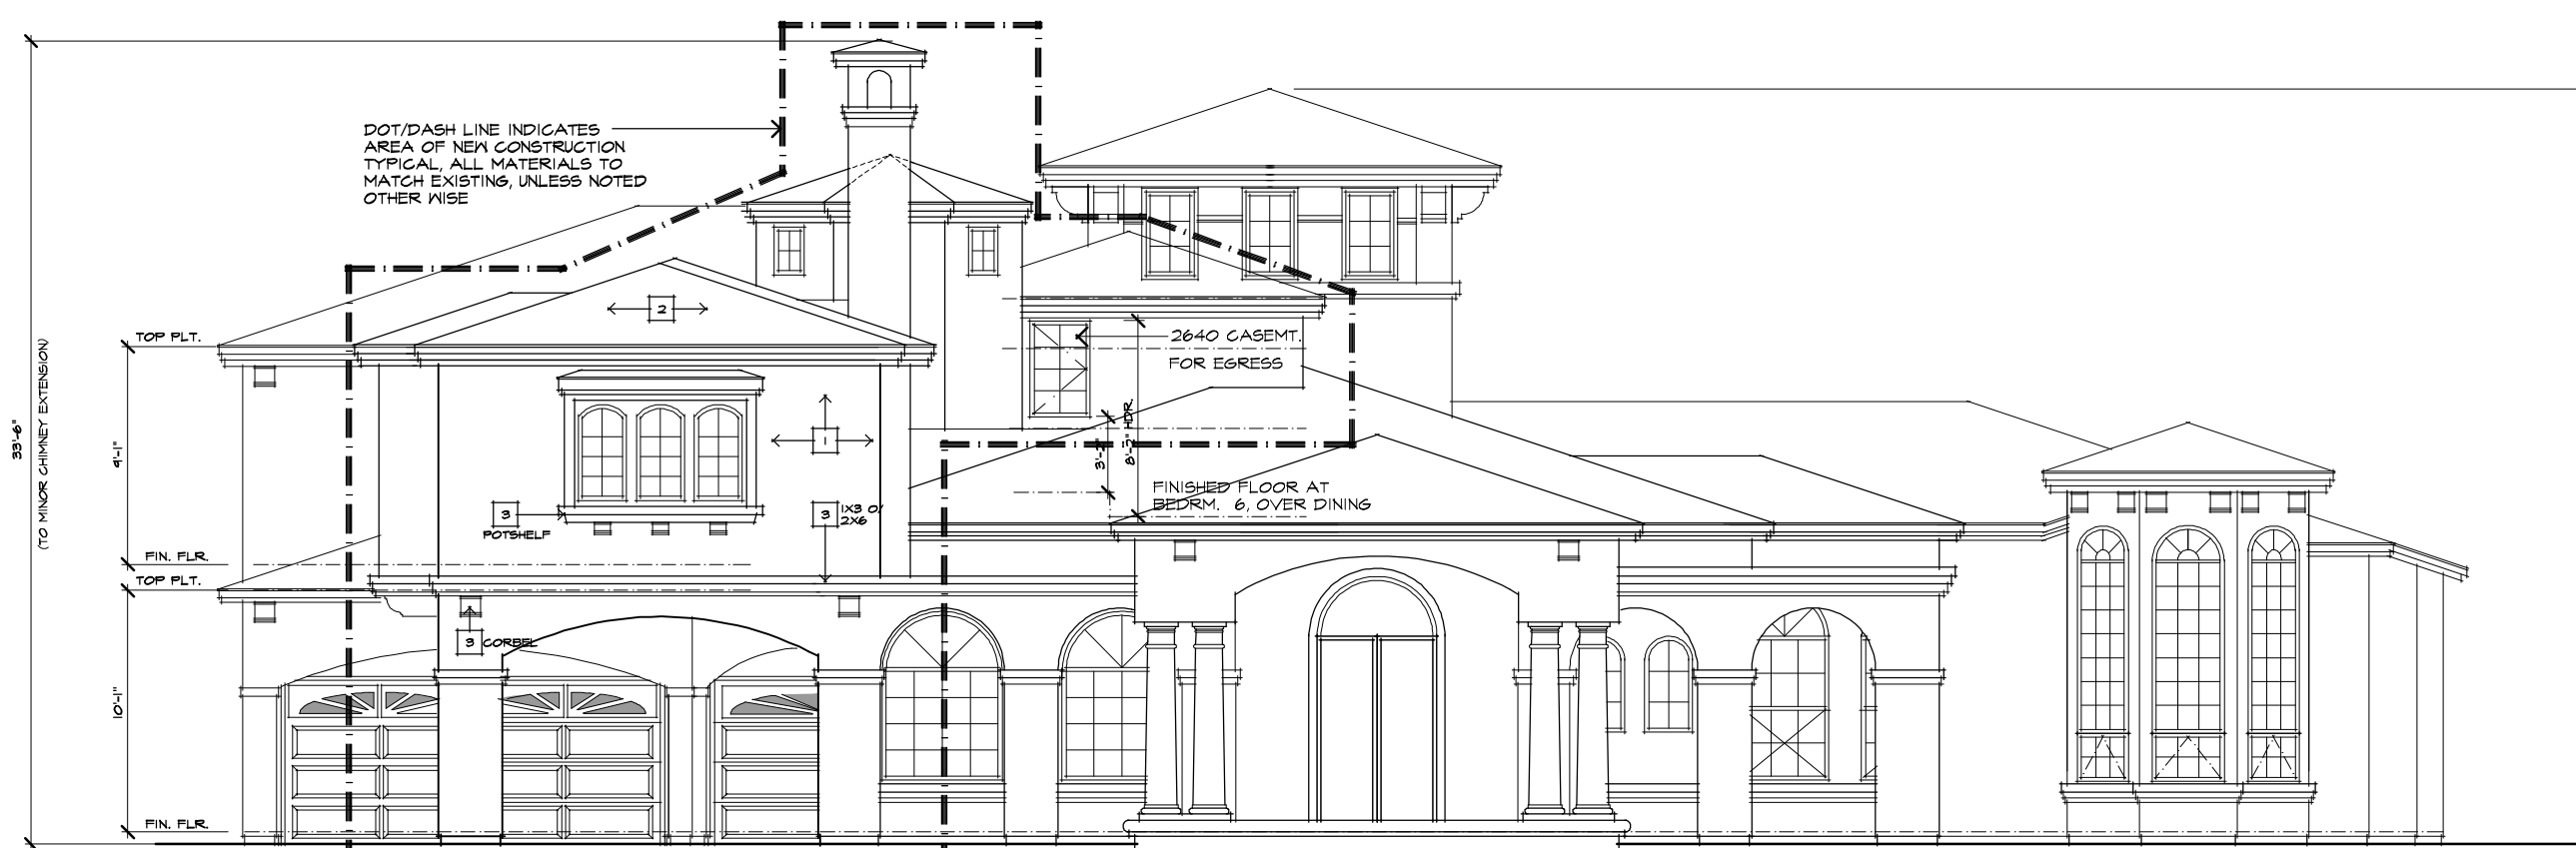 DOT/DASH LINE INDICATES
AREA OF NEW CONSTRUCTION
TYPICAL, ALL MATERIALS TO
MATCH EXISTING, UNLESS NOTED
OTHER WISE
33'-6"
(TO MINOR CHIMNEY EXTENSION)
TOP PLT.
9'-1"
FIN. FLR.
TOP PLT.
10'-1"
FIN. FLR.
2
1
3
POTSHELF
3
1X3 O/
2X6
3
CORBEL
2640 CASEMT.
FOR EGRESS
3'-2"
8'-2" HDR.
FINISHED FLOOR AT
BEDRM. 6, OVER DINING